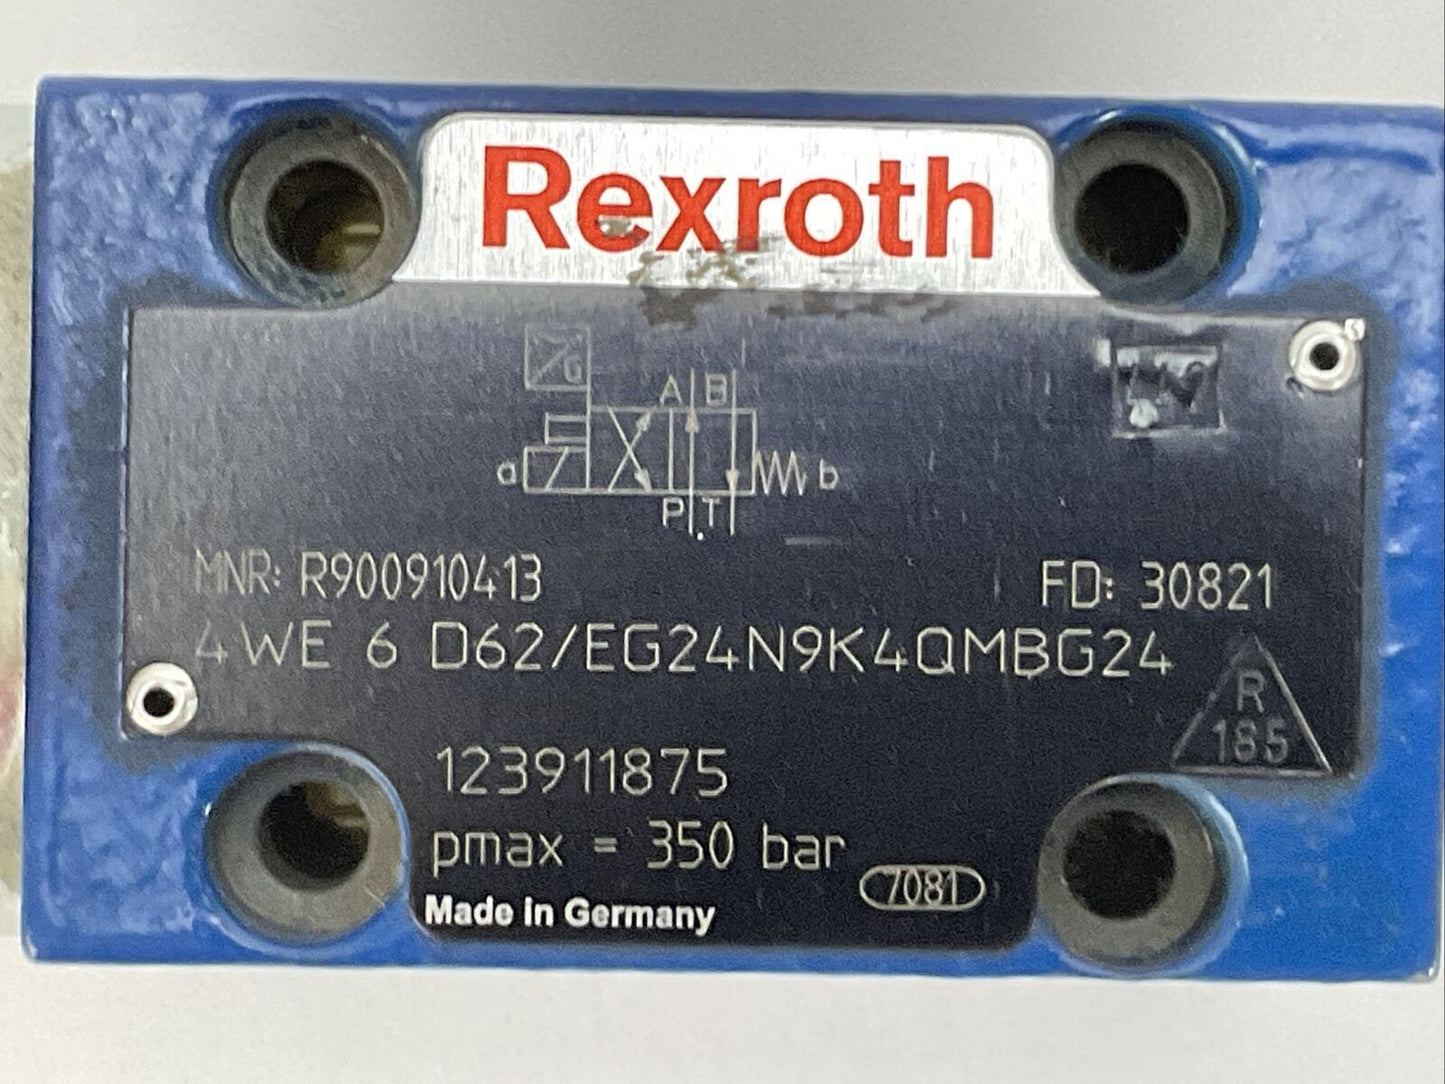 Rexroth
G
A B
a b
P T
MNR: R900910413 FD: 30821
4WE 6 D62/EG24N9K4QMBG24
R
185
123911875
pmax = 350 bar
7081
Made in Germany